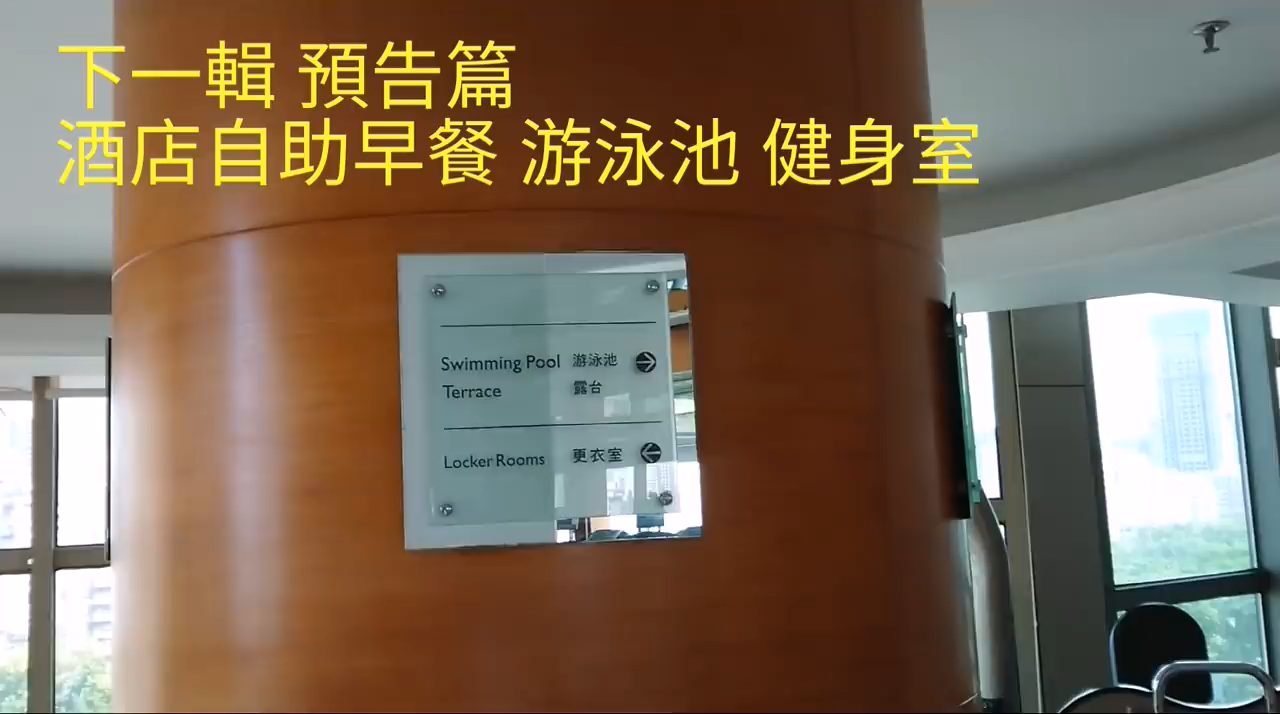 下一輯 預告篇
酒店自助早餐 游泳池 健身室
Swimming Pool 游泳池
Terrace 露台
Locker Rooms 更衣室